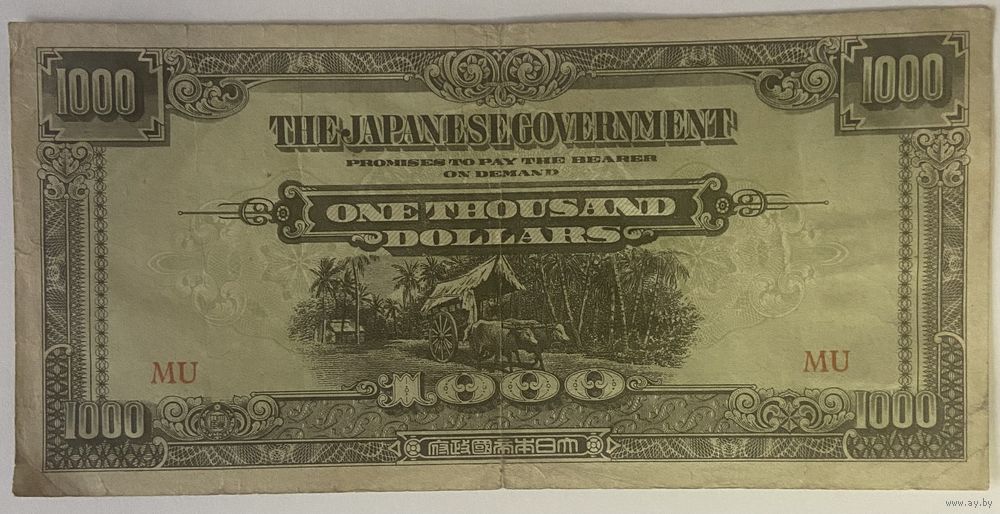 1000 1000
THE JAPANESE GOVERNMENT
PROMISES TO PAY THE BEARER
ON DEMAND
ONE THOUSAND
DOLLARS
MU MU
1000
1000 1000
府政國帝本日大
www.ay.by